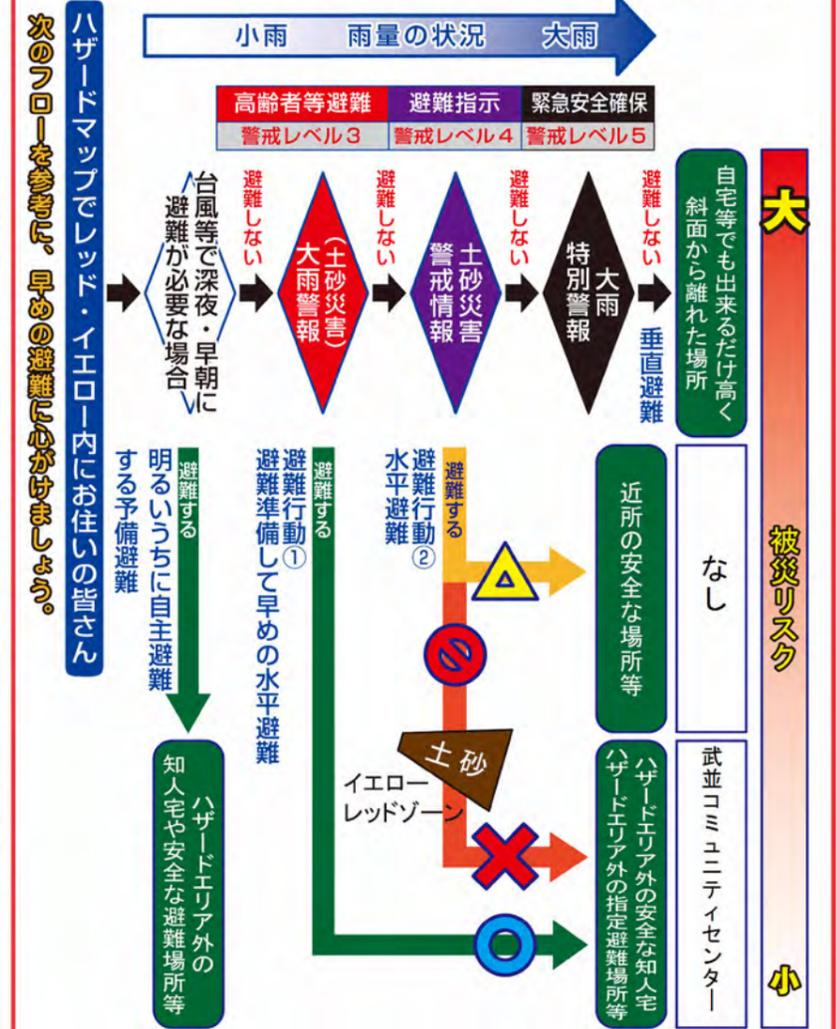 小雨　雨量の状況　大雨
次のフローを参考に、早めの避難に心がけましょう。
ハザードマップでレッド・イエロー内にお住いの皆さん
高齢者等避難
避難指示
緊急安全確保
警戒レベル3
警戒レベル4
警戒レベル5
台風等で深夜・早朝に
避難が必要な場合
避難しない
（土砂災害）
大雨警報
避難しない
土砂災害
警戒情報
避難しない
大雨
特別警報
避難しない
垂直避難
自宅等でも出来るだけ高く
斜面から離れた場所
大
被災リスク
小
避難する
明るいうちに自主避難
する予備避難
避難する
避難行動①
避難準備して早めの水平避難
避難する
避難行動②
水平避難
近所の安全な場所等
なし
土砂
イエロー
レッドゾーン
ハザードエリア外の
知人宅や安全な避難場所等
ハザードエリア外の安全な知人宅
ハザードエリア外の指定避難場所等
武並コミュニティセンター